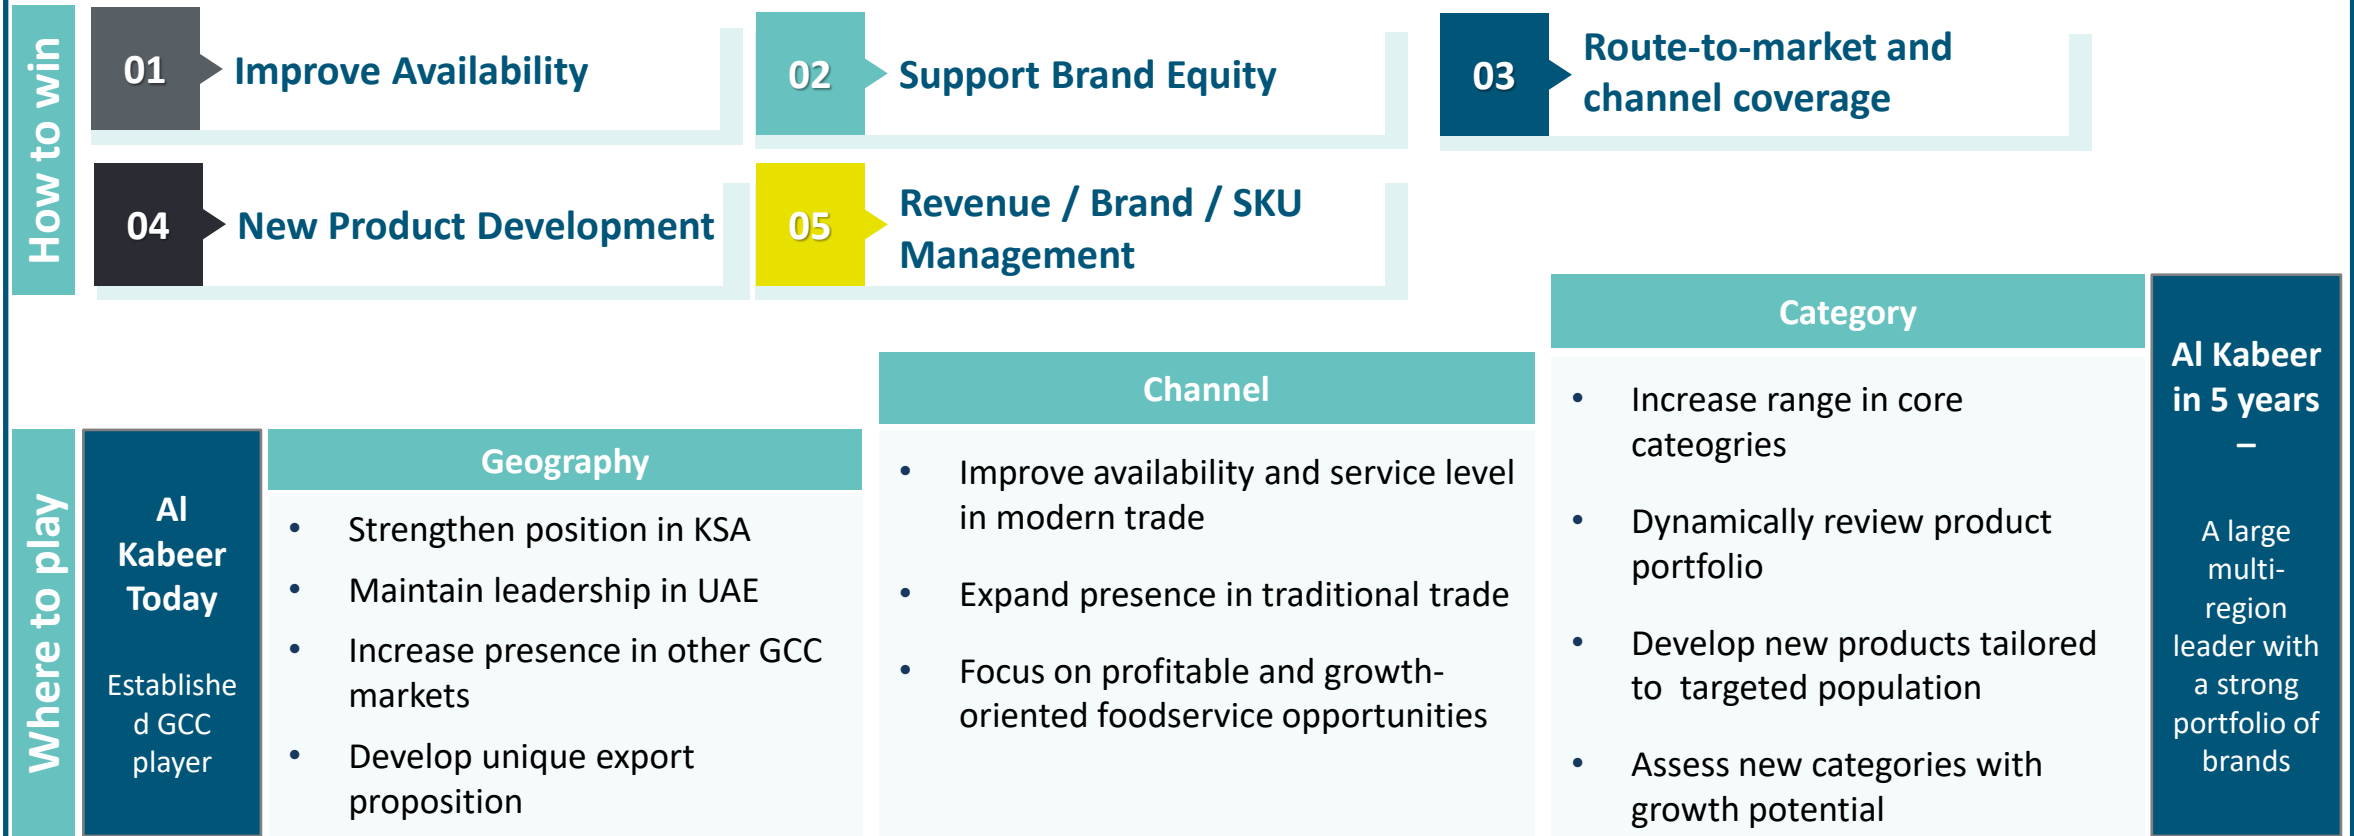 How to win
01
Improve Availability
02
Support Brand Equity
03
Route-to-market and
channel coverage
04
New Product Development
05
Revenue / Brand / SKU
Management
Where to play
Al
Kabeer
Today
Establishe
d GCC
player
Geography
• Strengthen position in KSA
• Maintain leadership in UAE
• Increase presence in other GCC
markets
• Develop unique export
proposition
Channel
• Improve availability and service level
in modern trade
• Expand presence in traditional trade
• Focus on profitable and growth-
oriented foodservice opportunities
Category
• Increase range in core
cateogries
• Dynamically review product
portfolio
• Develop new products tailored
to  targeted population
• Assess new categories with
growth potential
Al Kabeer
in 5 years
–
A large
multi-
region
leader with
a strong
portfolio of
brands